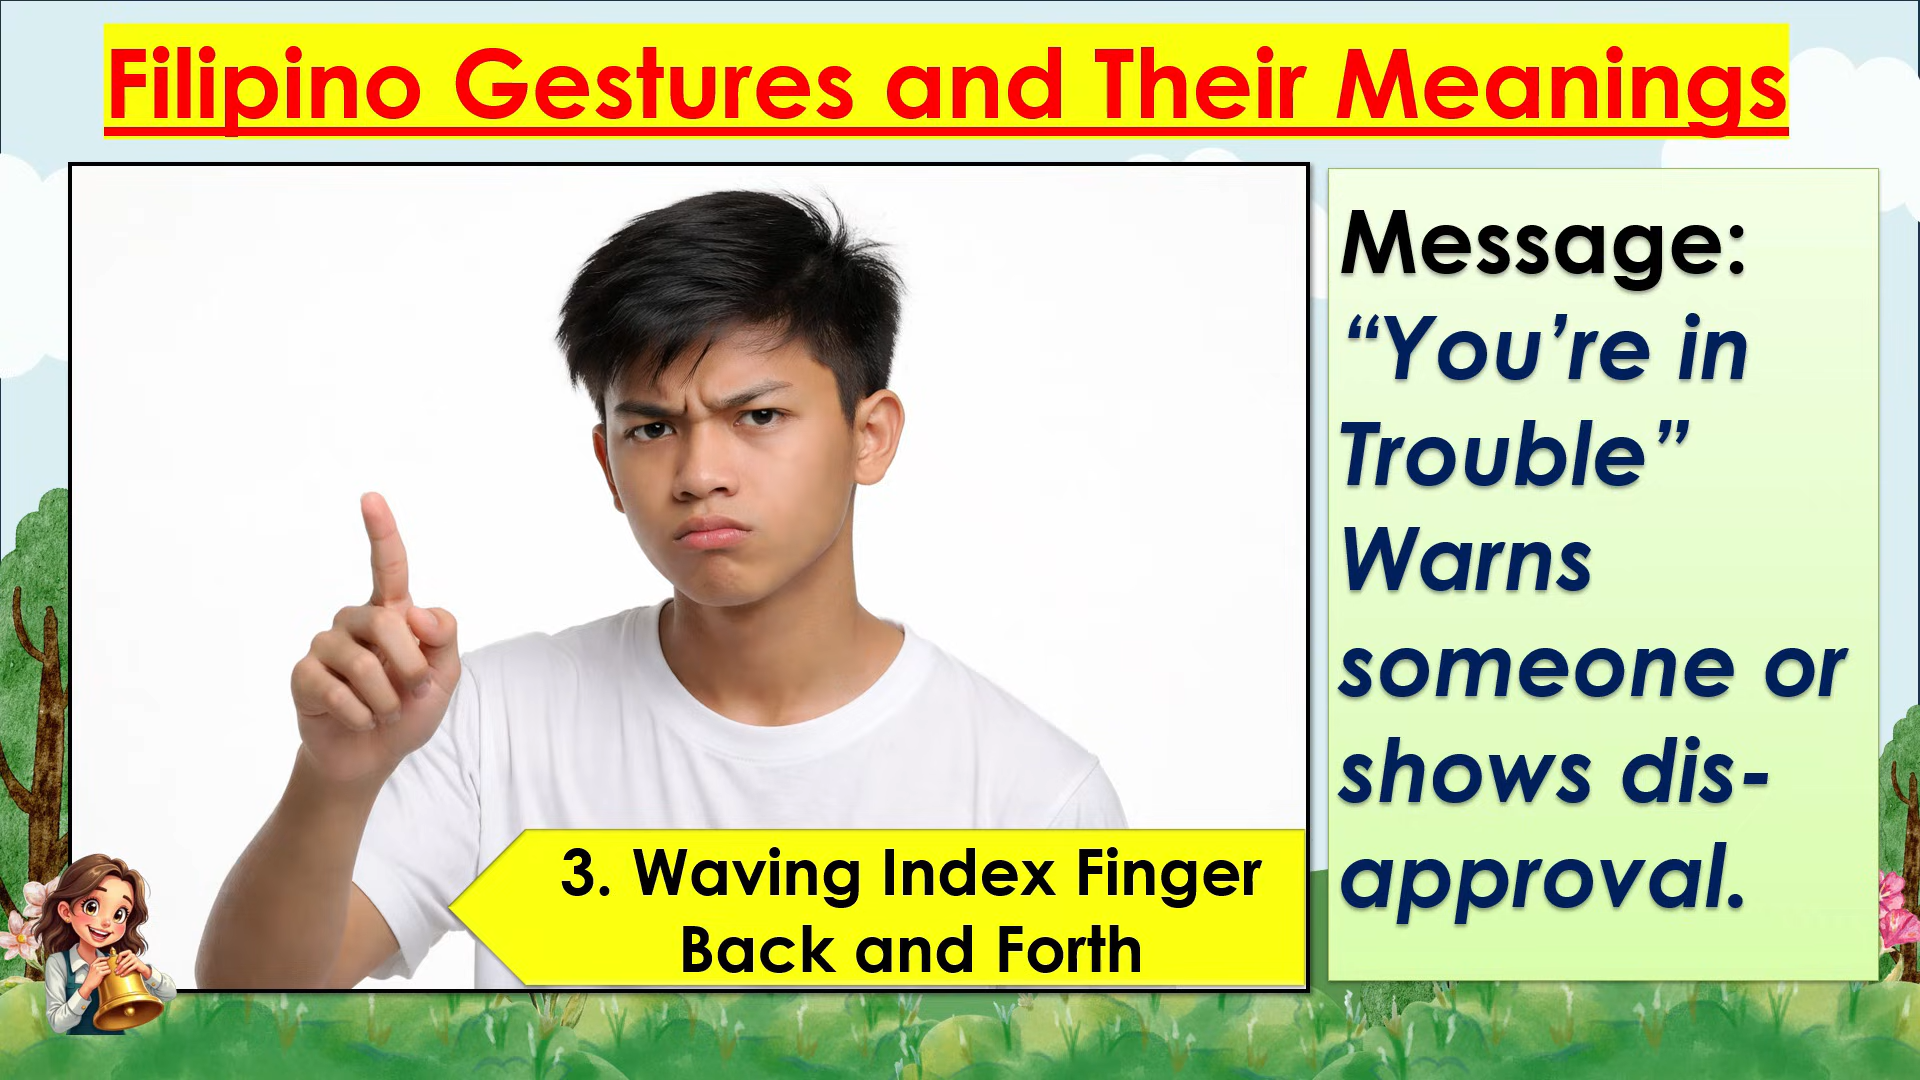 Filipino Gestures and Their Meanings
Message:
“You’re in
Trouble”
Warns
someone or
shows dis-
approval.
3. Waving Index Finger
Back and Forth